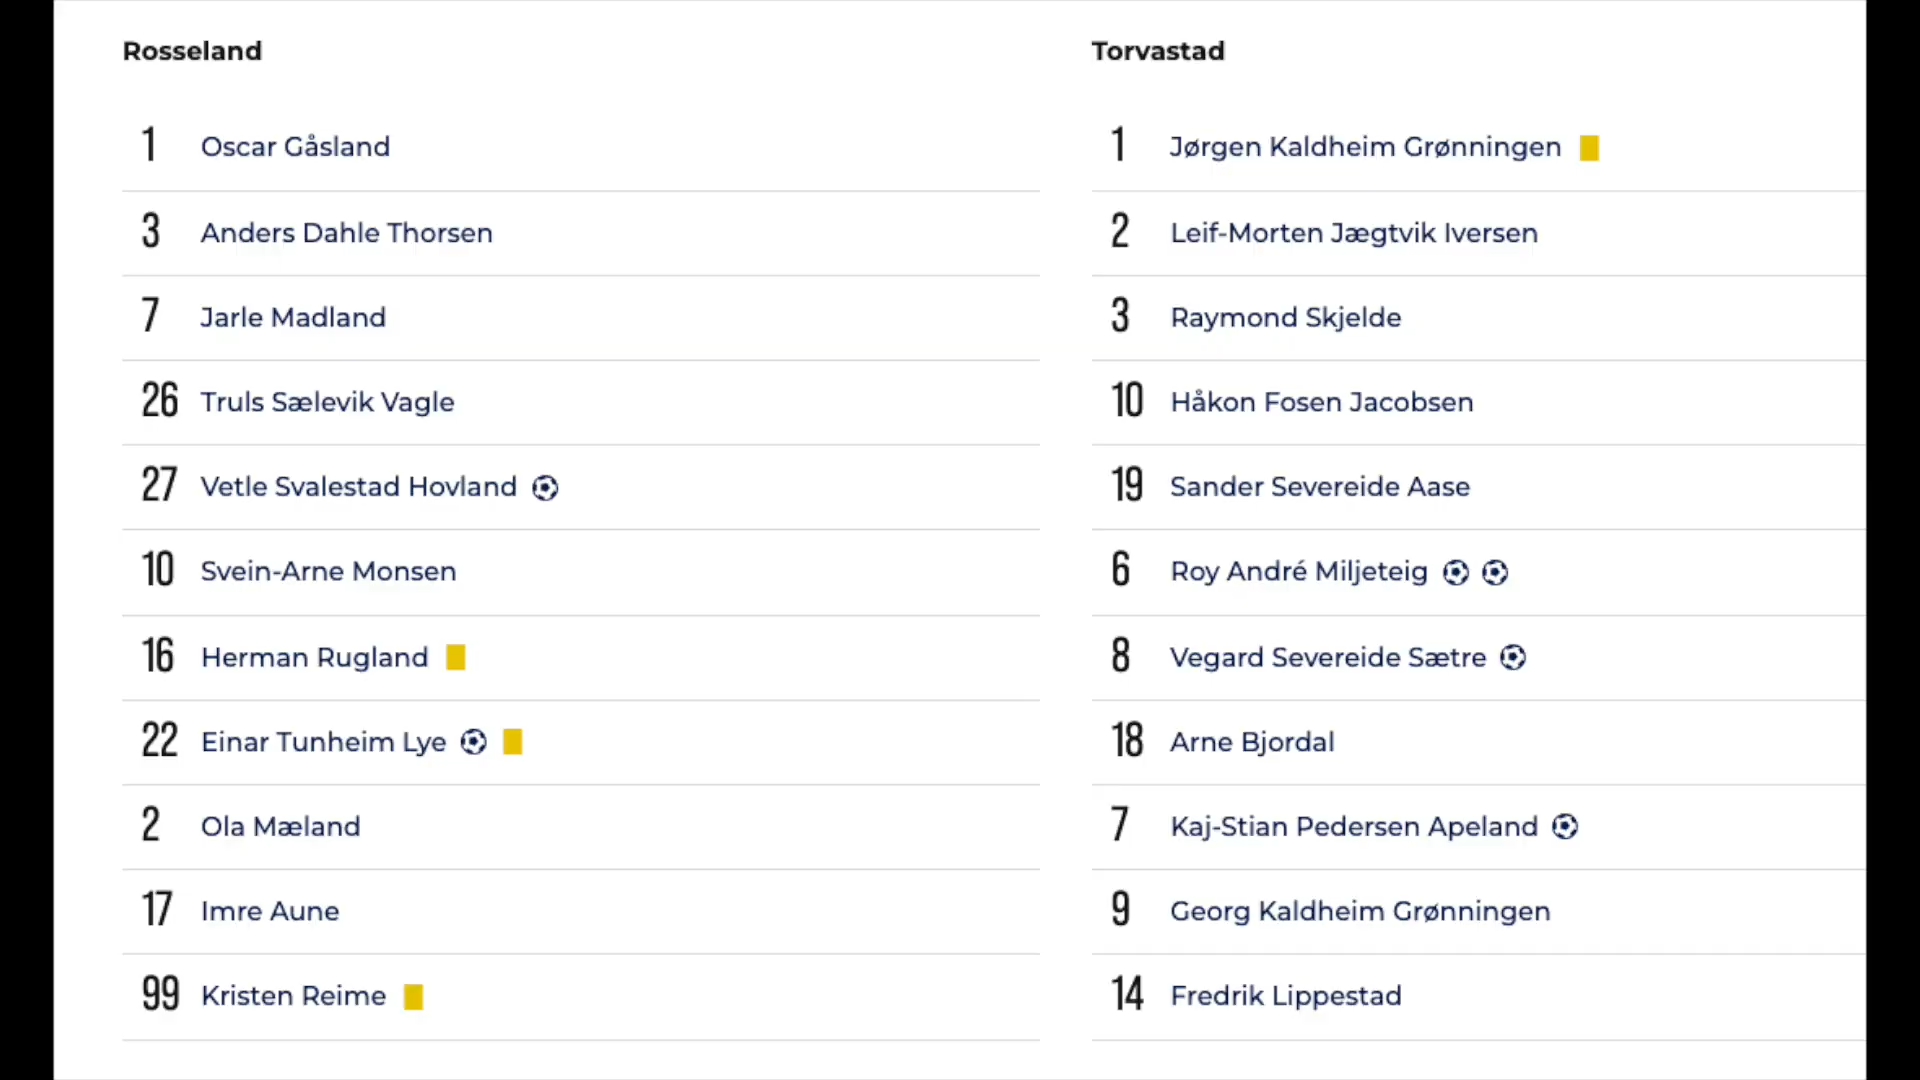 Rosseland
1 Oscar Gåsland
3 Anders Dahle Thorsen
7 Jarle Madland
26 Truls Sælevik Vagle
27 Vetle Svalestad Hovland
10 Svein-Arne Monsen
16 Herman Rugland
22 Einar Tunheim Lye
2 Ola Mæland
17 Imre Aune
99 Kristen Reime
Torvastad
1 Jørgen Kaldheim Grønningen
2 Leif-Morten Jægtvik Iversen
3 Raymond Skjelde
10 Håkon Fosen Jacobsen
19 Sander Severeide Aase
6 Roy André Miljeteig
8 Vegard Severeide Sætre
18 Arne Bjordal
7 Kaj-Stian Pedersen Apeland
9 Georg Kaldheim Grønningen
14 Fredrik Lippestad